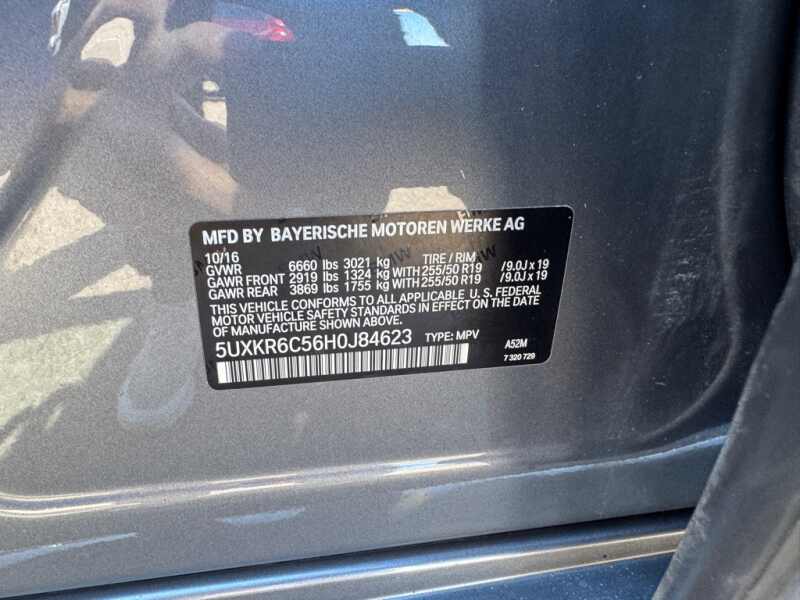 MFD BY BAYERISCHE MOTOREN WERKE AG
10/16
GVWR 6660 lbs 3021 kg TIRE / RIM
GAWR FRONT 2919 lbs 1324 kg WITH 255/50 R19 /9.0J x 19
GAWR REAR 3869 lbs 1755 kg WITH 255/50 R19 /9.0J x 19
THIS VEHICLE CONFORMS TO ALL APPLICABLE U.S. FEDERAL
MOTOR VEHICLE SAFETY STANDARDS IN EFFECT ON THE DATE
OF MANUFACTURE SHOWN ABOVE.
5UXKR6C56H0J84623 TYPE: MPV A52M
7 320 729